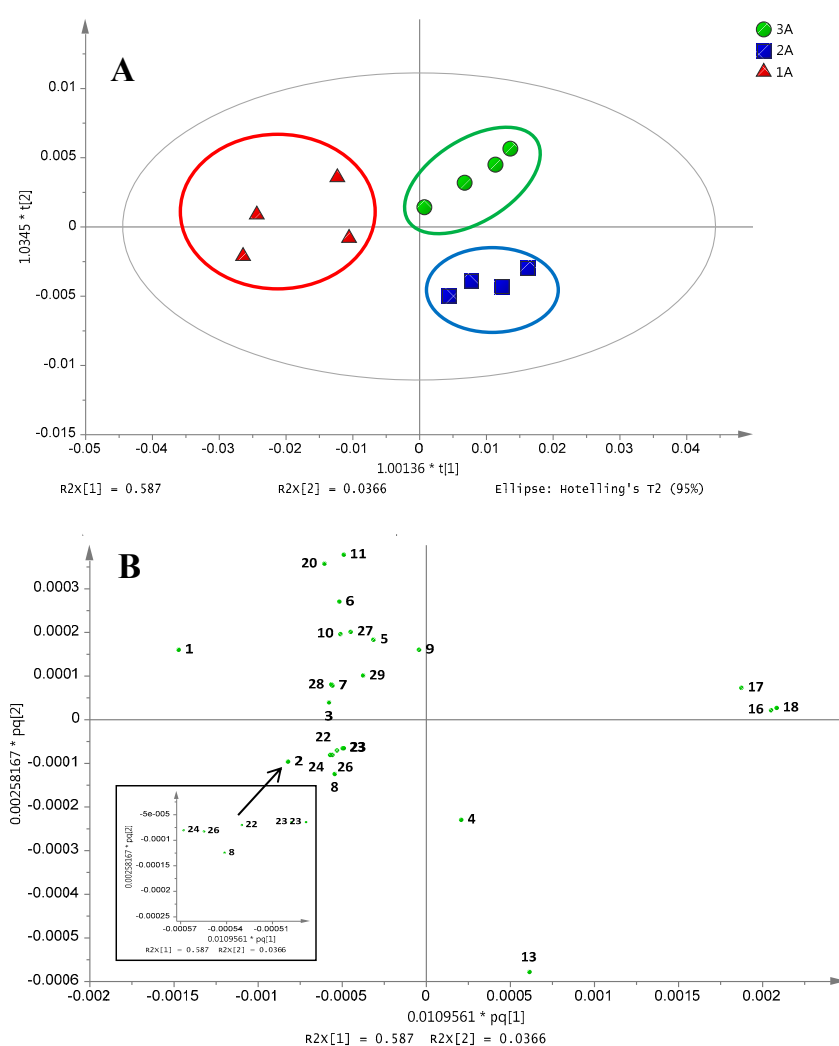 A
3A
2A
1A
0.01
0.005
0
-0.005
-0.01
-0.015
1.0345 * t[2]
-0.05 -0.04 -0.03 -0.02 -0.01 0 0.01 0.02 0.03 0.04
1.00136 * t[1]
R2X[1] = 0.587 R2X[2] = 0.0366 Ellipse: Hotelling's T2 (95%)
B
0.0003
0.0002
0.0001
0
-0.0001
-0.0002
-0.0003
-0.0004
-0.0005
-0.0006
0.00258167 * pq[2]
20 11
6
10 27 5
1 9
29
28 7
17
3
16 18
22
23
2
24 26
8
4
13
-5e-005
-0.0001
-0.00015
-0.0002
-0.00025
0.00258167 * pq[2]
24 26 22 23 23
8
-0.00057 -0.00054 -0.00051
0.0109561 * pq[1]
R2X[1] = 0.587 R2X[2] = 0.0366
-0.002 -0.0015 -0.001 -0.0005 0 0.0005 0.001 0.0015 0.002
0.0109561 * pq[1]
R2X[1] = 0.587 R2X[2] = 0.0366